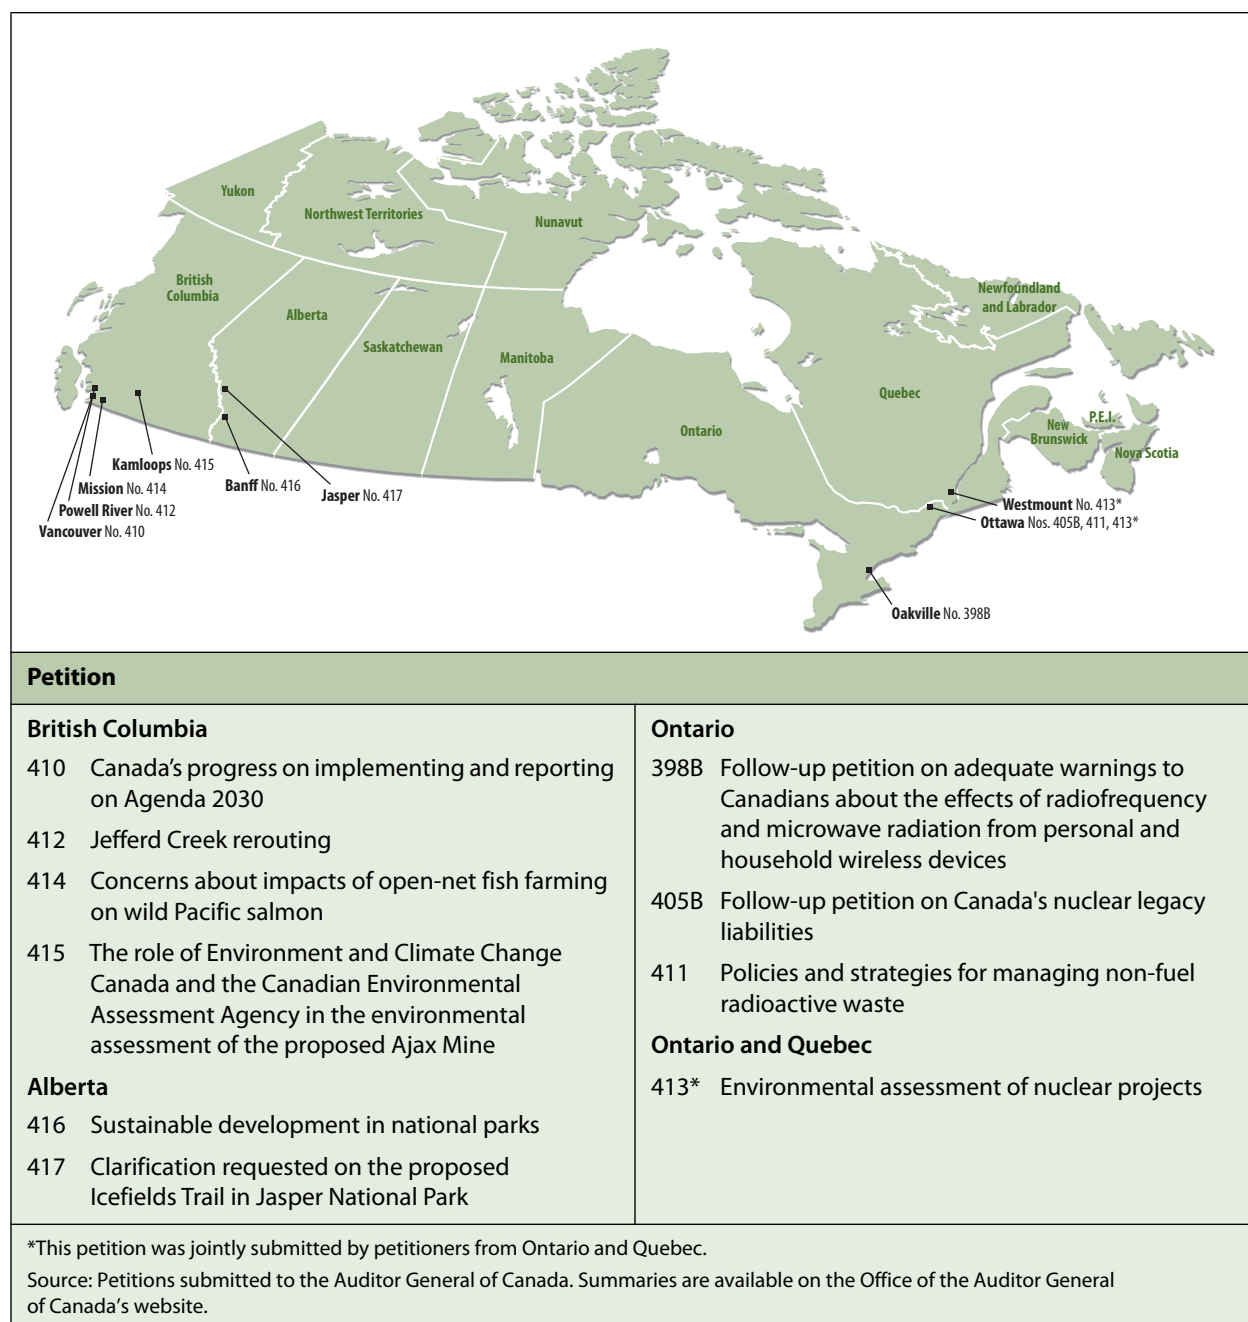 Yukon
Northwest Territories
Nunavut
British
Columbia
Alberta
Saskatchewan
Manitoba
Ontario
Quebec
Newfoundland
and Labrador
P.E.I.
New
Brunswick
Nova Scotia
Kamloops No. 415
Mission No. 414
Powell River No. 412
Vancouver No. 410
Banff No. 416
Jasper No. 417
Westmount No. 413*
Ottawa Nos. 405B, 411, 413*
Oakville No. 398B
Petition
British Columbia
410 Canada’s progress on implementing and reporting
on Agenda 2030
412 Jefferd Creek rerouting
414 Concerns about impacts of open-net fish farming
on wild Pacific salmon
415 The role of Environment and Climate Change
Canada and the Canadian Environmental
Assessment Agency in the environmental
assessment of the proposed Ajax Mine
Alberta
416 Sustainable development in national parks
417 Clarification requested on the proposed
Icefields Trail in Jasper National Park
Ontario
398B Follow-up petition on adequate warnings to
Canadians about the effects of radiofrequency
and microwave radiation from personal and
household wireless devices
405B Follow-up petition on Canada's nuclear legacy
liabilities
411 Policies and strategies for managing non-fuel
radioactive waste
Ontario and Quebec
413* Environmental assessment of nuclear projects
*This petition was jointly submitted by petitioners from Ontario and Quebec.
Source: Petitions submitted to the Auditor General of Canada. Summaries are available on the Office of the Auditor General
of Canada’s website.